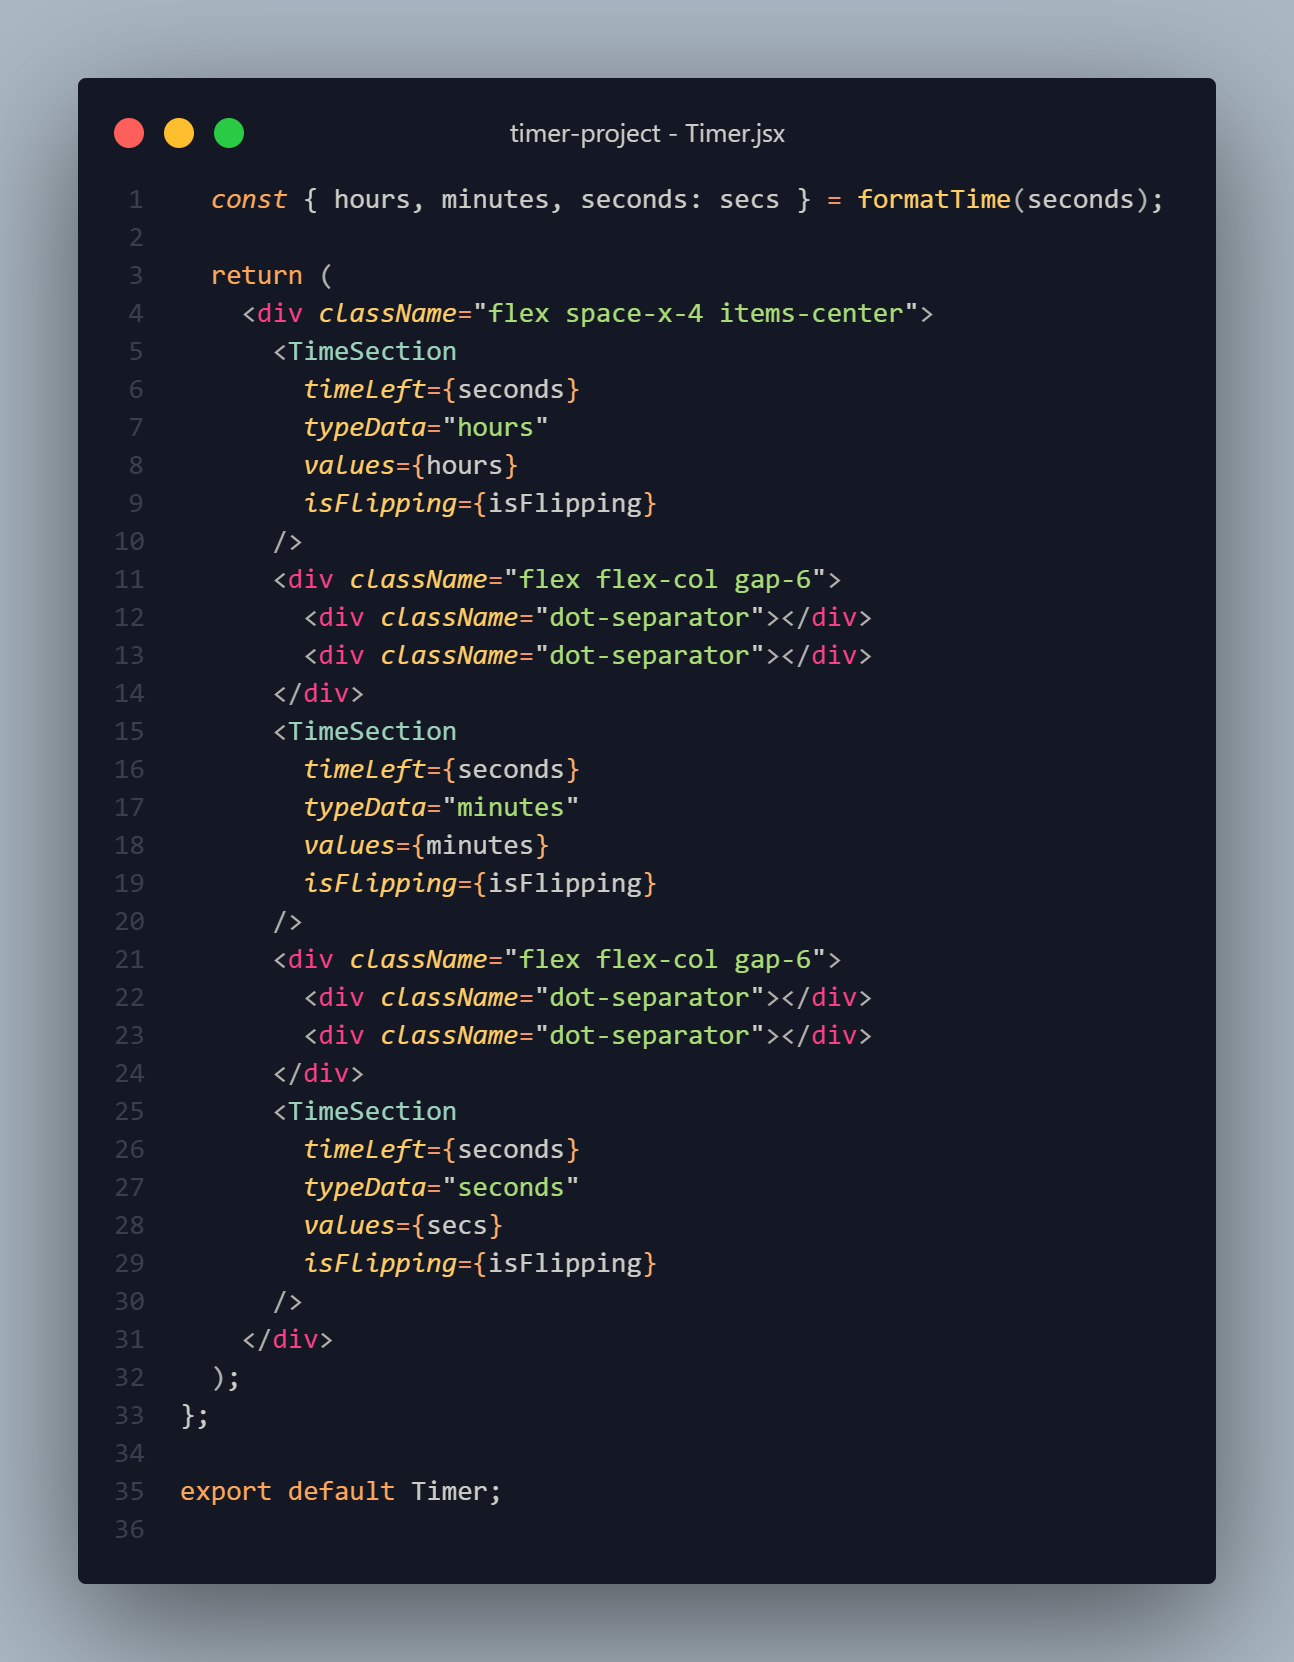 timer-project - Timer.jsx
1   const { hours, minutes, seconds: secs } = formatTime(seconds);
2
3   return (
4     <div className="flex space-x-4 items-center">
5       <TimeSection
6         timeLeft={seconds}
7         typeData="hours"
8         values={hours}
9         isFlipping={isFlipping}
10       />
11       <div className="flex flex-col gap-6">
12         <div className="dot-separator"></div>
13         <div className="dot-separator"></div>
14       </div>
15       <TimeSection
16         timeLeft={seconds}
17         typeData="minutes"
18         values={minutes}
19         isFlipping={isFlipping}
20       />
21       <div className="flex flex-col gap-6">
22         <div className="dot-separator"></div>
23         <div className="dot-separator"></div>
24       </div>
25       <TimeSection
26         timeLeft={seconds}
27         typeData="seconds"
28         values={secs}
29         isFlipping={isFlipping}
30       />
31     </div>
32   );
33 };
34
35 export default Timer;
36